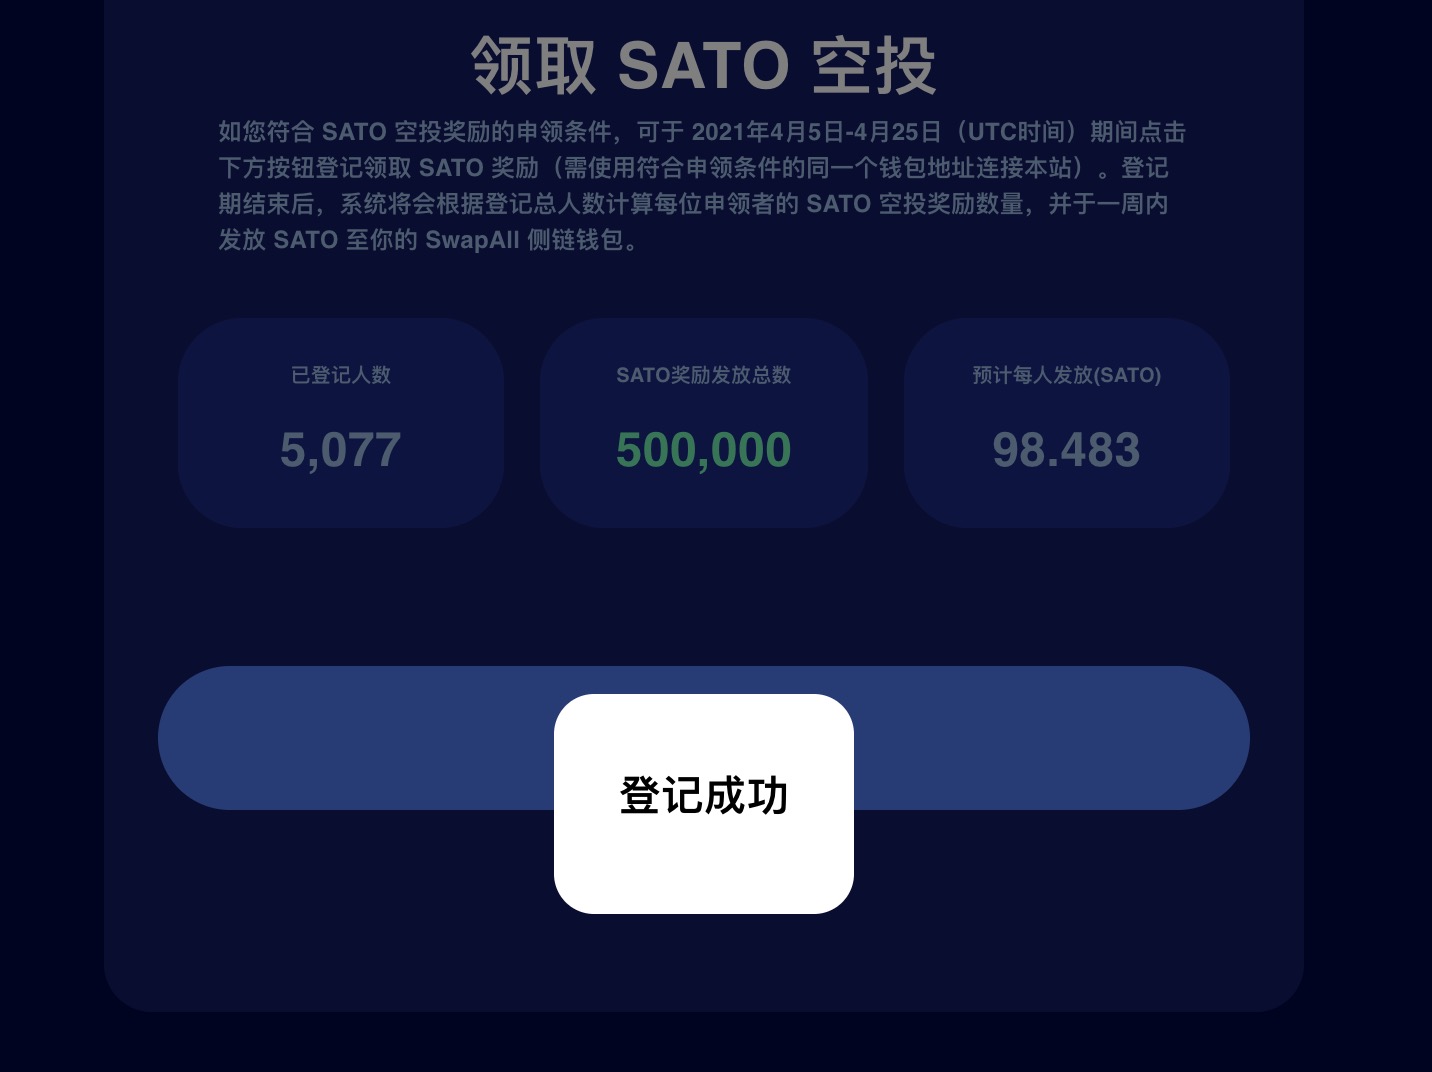 领取 SATO 空投
如您符合 SATO 空投奖励的申领条件，可于 2021年4月5日-4月25日（UTC时间）期间点击
下方按钮登记领取 SATO 奖励（需使用符合申领条件的同一个钱包地址连接本站）。登记
期结束后，系统将会根据登记总人数计算每位申领者的 SATO 空投奖励数量，并于一周内
发放 SATO 至你的 SwapAll 侧链钱包。
已登记人数
5,077
SATO奖励发放总数
500,000
预计每人发放(SATO)
98.483
登记成功